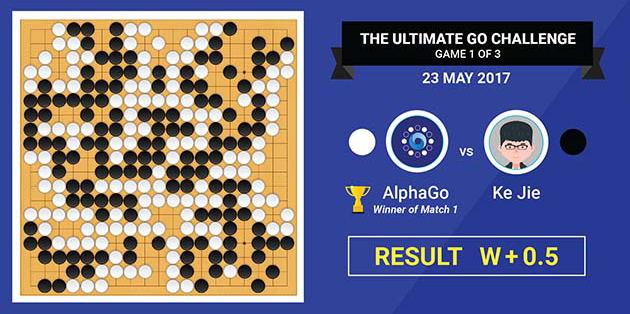 THE ULTIMATE GO CHALLENGE
GAME 1 OF 3
23 MAY 2017
vs
AlphaGo
Ke Jie
Winner of Match 1
RESULT W + 0.5